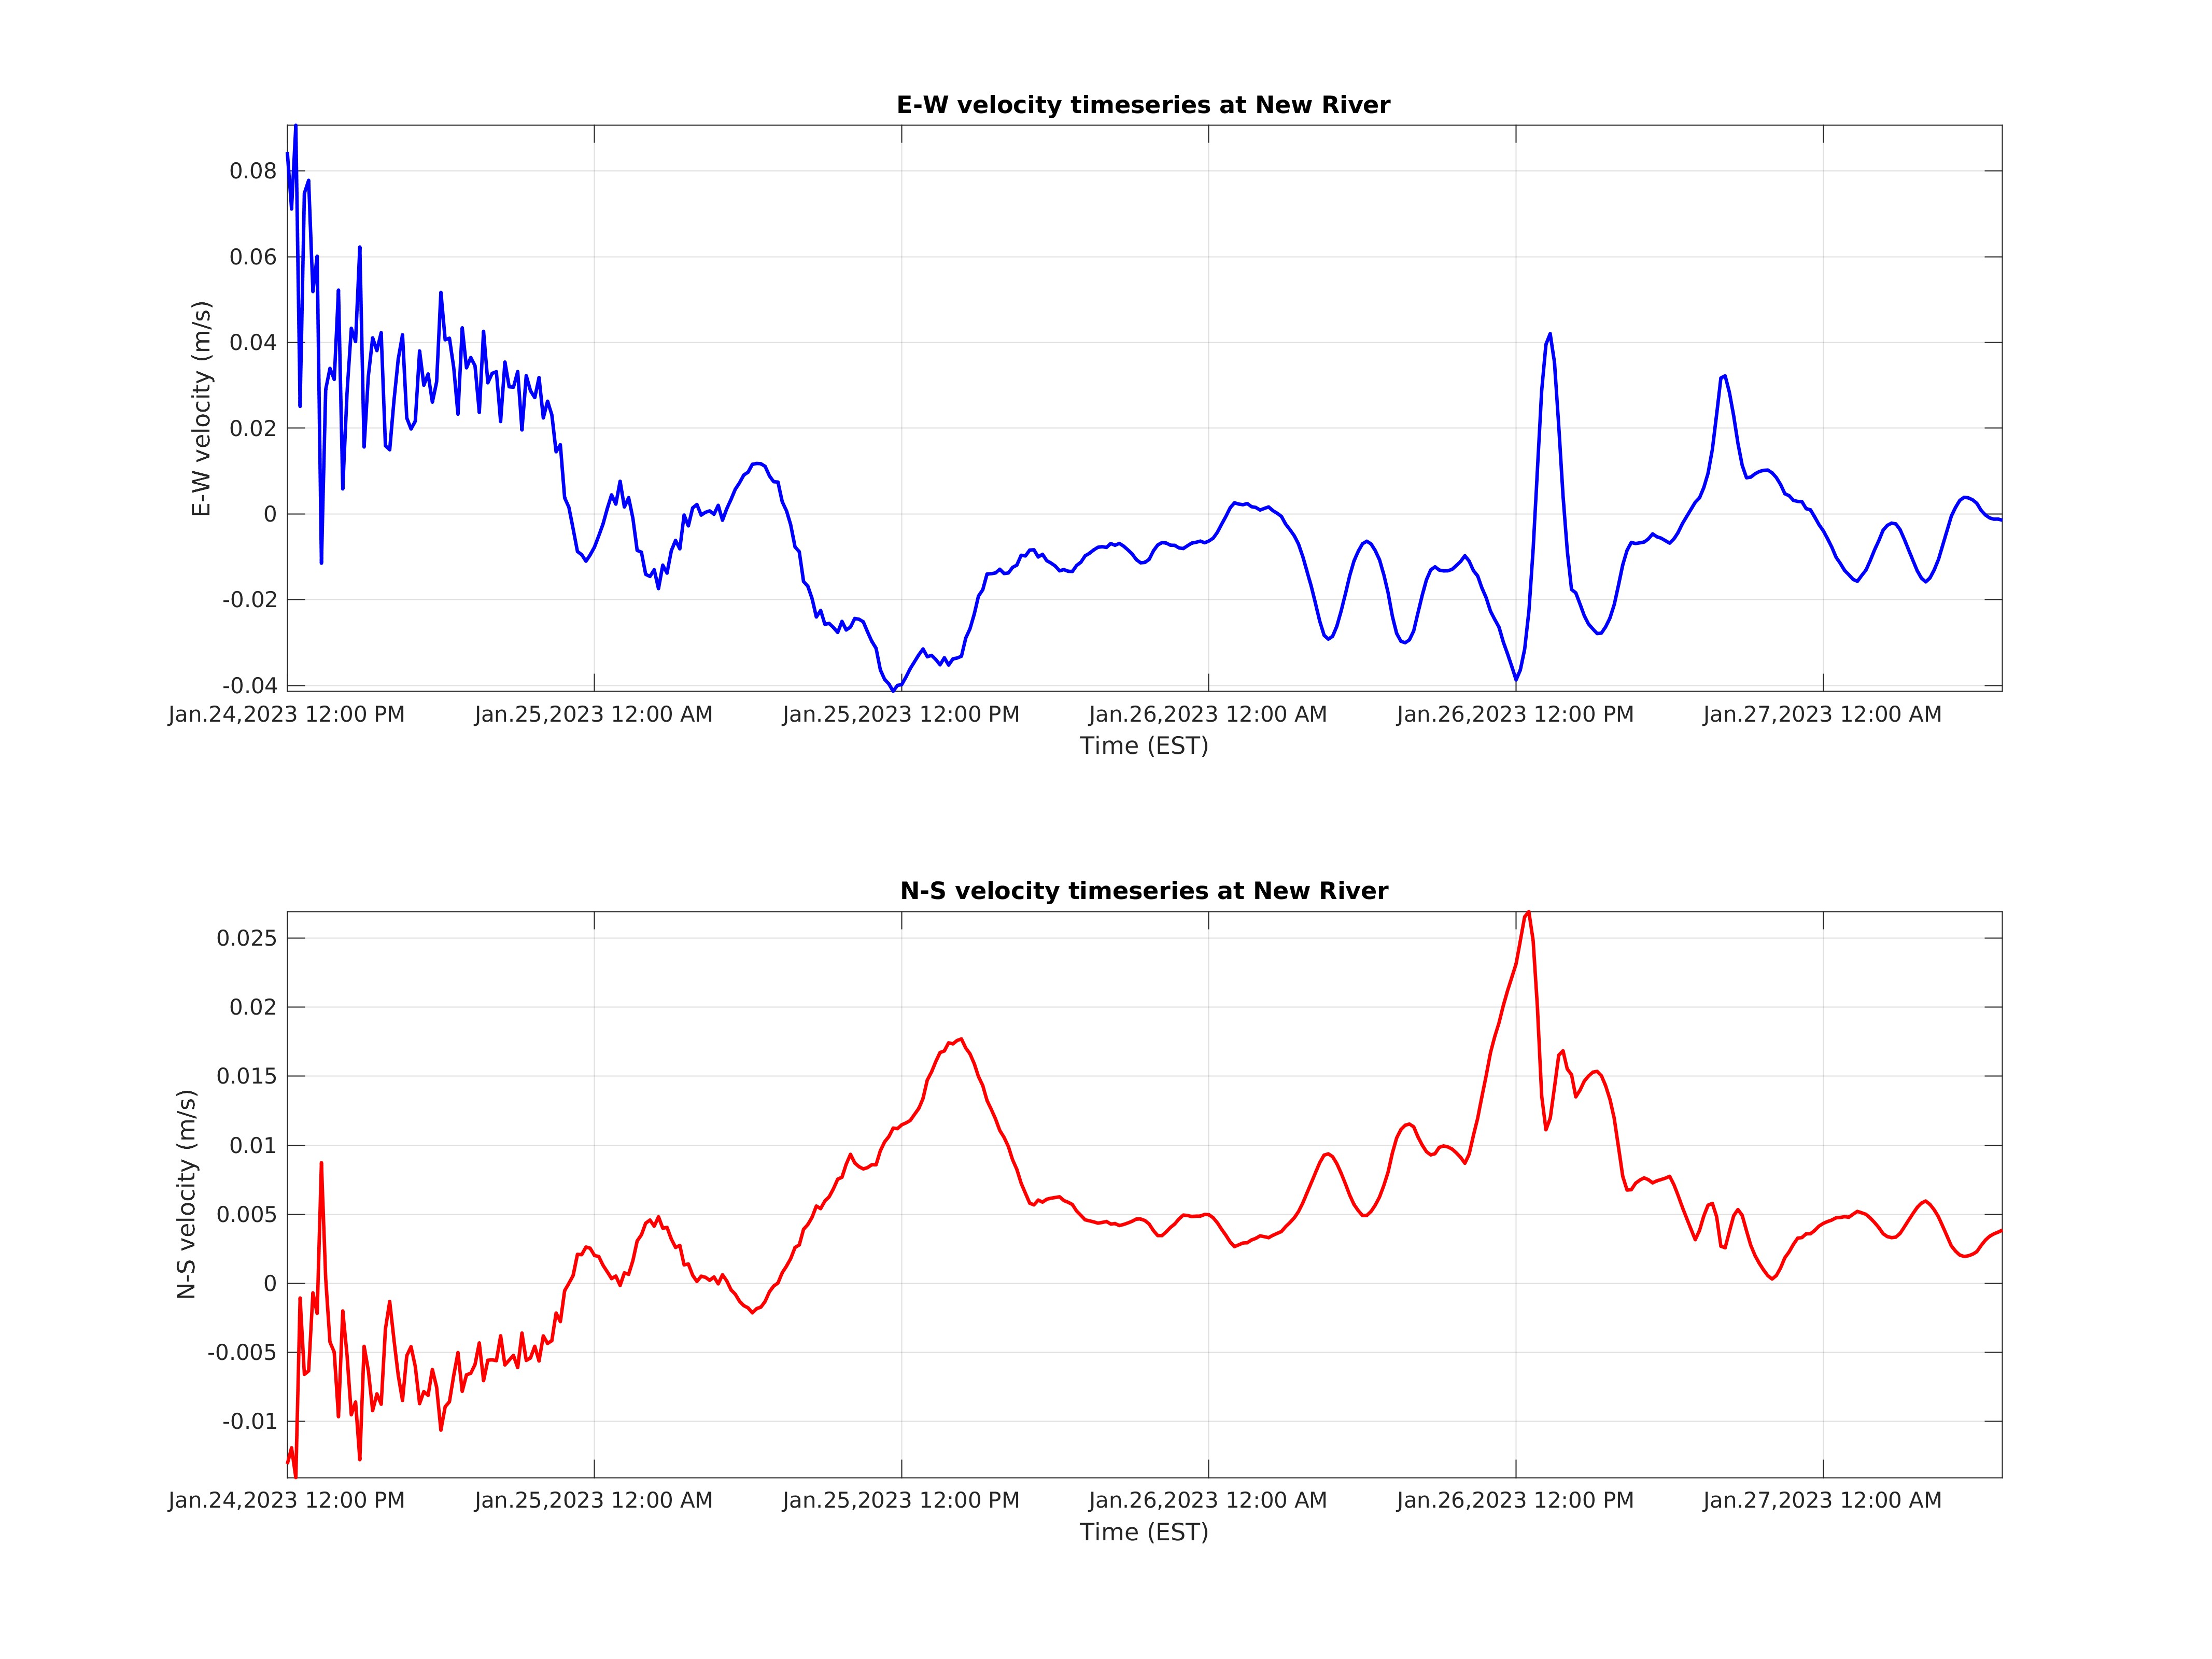 E-W velocity timeseries at New River
0.08
0.06
0.04
0.02
0
-0.02
-0.04
E-W velocity (m/s)
Jan.24,2023 12:00 PM Jan.25,2023 12:00 AM Jan.25,2023 12:00 PM Jan.26,2023 12:00 AM Jan.26,2023 12:00 PM Jan.27,2023 12:00 AM
Time (EST)
N-S velocity timeseries at New River
0.025
0.02
0.015
0.01
0.005
0
-0.005
-0.01
N-S velocity (m/s)
Jan.24,2023 12:00 PM Jan.25,2023 12:00 AM Jan.25,2023 12:00 PM Jan.26,2023 12:00 AM Jan.26,2023 12:00 PM Jan.27,2023 12:00 AM
Time (EST)